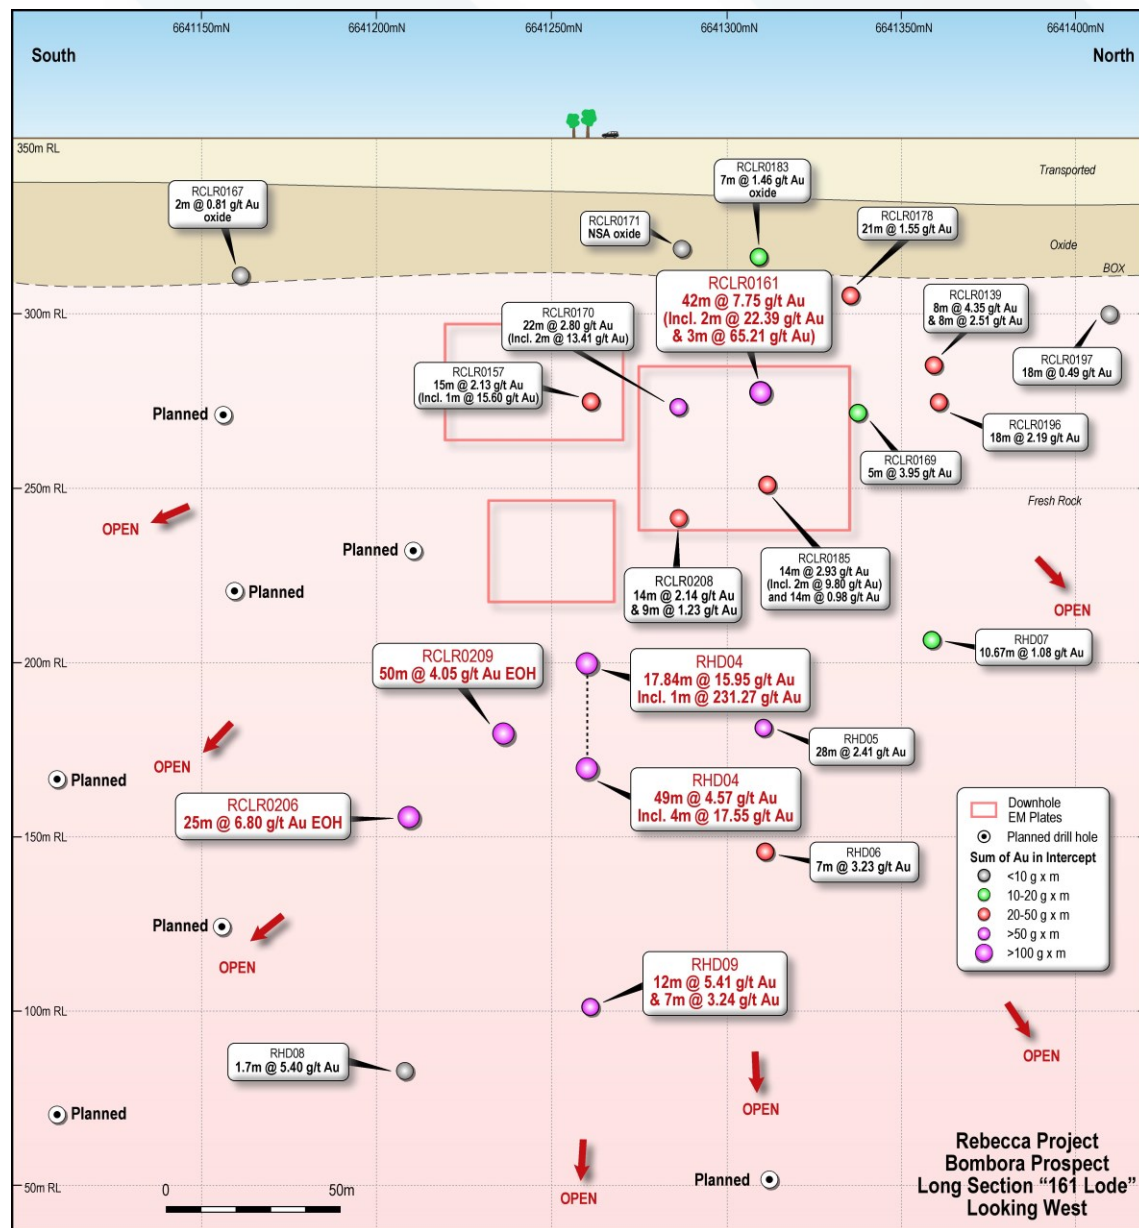 6641150mN
6641200mN
6641250mN
6641300mN
6641350mN
6641400mN
South
North
350m RL
Transported
RCLR0183
7m @ 1.46 g/t Au
oxide
RCLR0167
2m @ 0.81 g/t Au
oxide
RCLR0171
NSA oxide
RCLR0178
21m @ 1.55 g/t Au
Oxide
BOX
RCLR0161
42m @ 7.75 g/t Au
(Incl. 2m @ 22.39 g/t Au
& 3m @ 65.21 g/t Au)
RCLR0139
8m @ 4.35 g/t Au
& 8m @ 2.51 g/t Au
300m RL
RCLR0170
22m @ 2.80 g/t Au
(Incl. 2m @ 13.41 g/t Au)
RCLR0197
18m @ 0.49 g/t Au
RCLR0157
15m @ 2.13 g/t Au
(Incl. 1m @ 15.60 g/t Au)
Planned
RCLR0196
18m @ 2.19 g/t Au
RCLR0169
5m @ 3.95 g/t Au
250m RL
Fresh Rock
OPEN
Planned
RCLR0185
14m @ 2.93 g/t Au
(Incl. 2m @ 9.80 g/t Au)
and 14m @ 0.98 g/t Au
RCLR0208
14m @ 2.14 g/t Au
& 9m @ 1.23 g/t Au
Planned
OPEN
RHD07
10.67m @ 1.08 g/t Au
200m RL
RCLR0209
50m @ 4.05 g/t Au EOH
RHD04
17.84m @ 15.95 g/t Au
Incl. 1m @ 231.27 g/t Au
RHD05
28m @ 2.41 g/t Au
OPEN
Planned
RHD04
49m @ 4.57 g/t Au
Incl. 4m @ 17.55 g/t Au
RCLR0206
25m @ 6.80 g/t Au EOH
150m RL
RHD06
7m @ 3.23 g/t Au
Downhole
EM Plates
Planned drill hole
Sum of Au in Intercept
<10 g x m
10-20 g x m
20-50 g x m
>50 g x m
>100 g x m
Planned
OPEN
RHD09
12m @ 5.41 g/t Au
& 7m @ 3.24 g/t Au
100m RL
OPEN
RHD08
1.7m @ 5.40 g/t Au
OPEN
Planned
Rebecca Project
Bombora Prospect
Long Section "161 Lode"
Looking West
Planned
50m RL
0
50m
OPEN